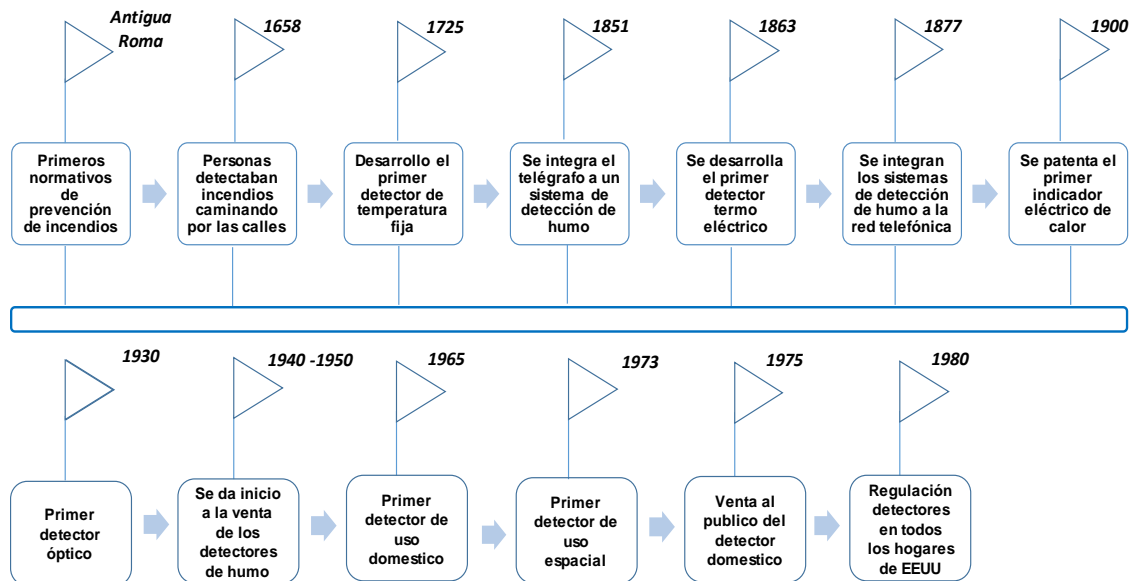 Antigua
Roma
1658
1725
1851
1863
1877
1900
Primeros
normativos
de
prevención
de incendios
Personas
detectaban
incendios
caminando
por las calles
Desarrollo el
primer
detector de
temperatura
fija
Se integra el
telégrafo a un
sistema de
detección de
humo
Se desarrolla
el primer
detector
termo
eléctrico
Se integran
los sistemas
de detección
de humo a la
red telefónica
Se patenta el
primer
indicador
eléctrico de
calor
1930
1940 -1950
1965
1973
1975
1980
Primer
detector
óptico
Se da inicio
a la venta
de los
detectores
de humo
Primer
detector de
uso
domestico
Primer
detector de
uso
espacial
Venta al
publico del
detector
domestico
Regulación
detectores
en todos
los hogares
de EEUU